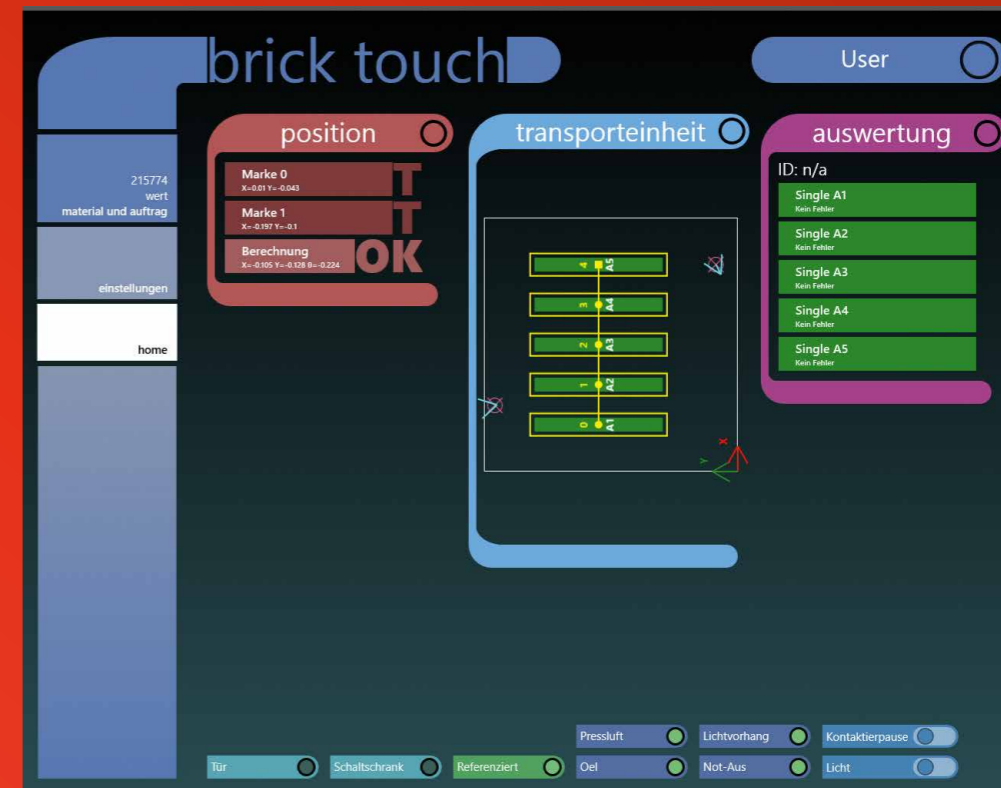 brick touch
User
215774
wert
material und auftrag
einstellungen
home
position
Marke 0
X=0.01 Y=-0.043
T
Marke 1
X=-0.197 Y=-0.1
T
Berechnung
X=-0.105 Y=-0.128 θ=-0.224
OK
transporteinheit
4 A5
3 A4
2 A3
1 A2
0 A1
X
Y
auswertung
ID: n/a
Single A1
Kein Fehler
Single A2
Kein Fehler
Single A3
Kein Fehler
Single A4
Kein Fehler
Single A5
Kein Fehler
Pressluft
Lichtvorhang
Kontaktierpause
Tür
Schaltschrank
Referenziert
Oel
Not-Aus
Licht